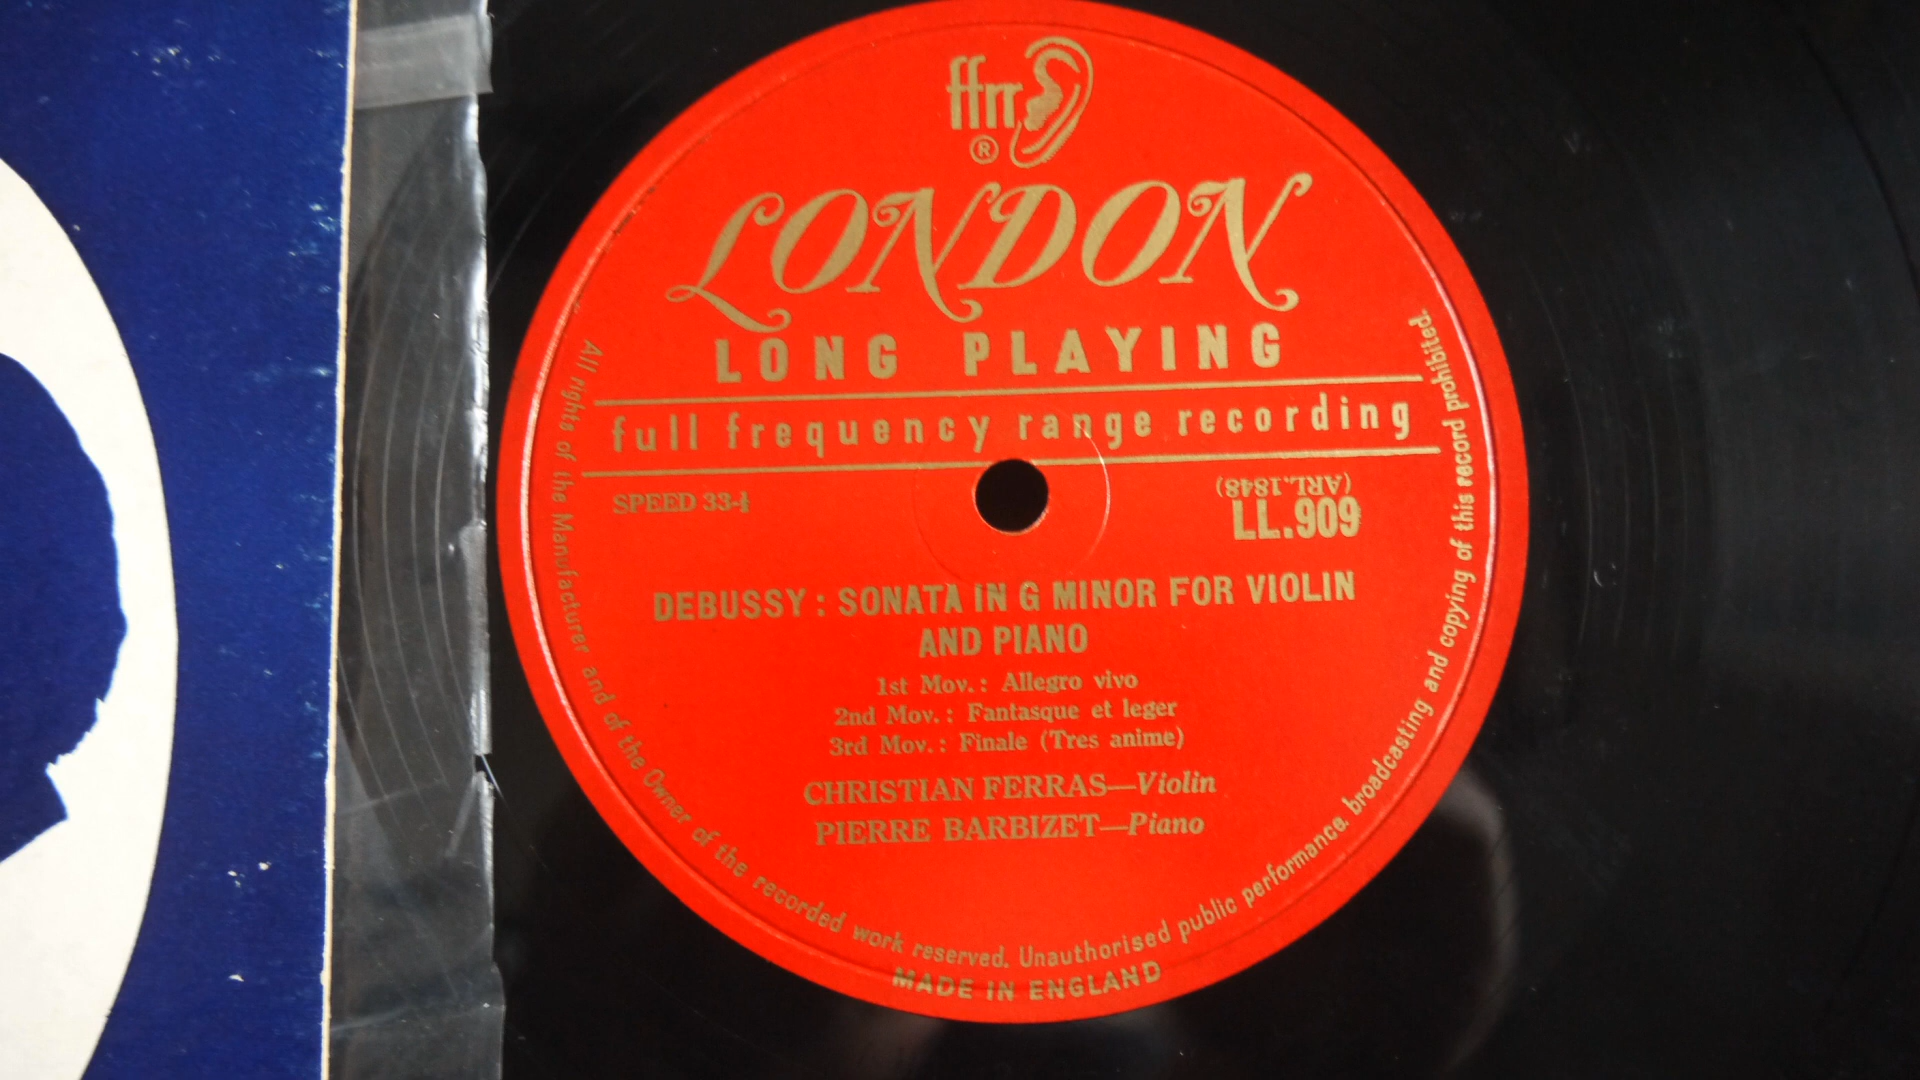 ffrr
®
LONDON
LONG PLAYING
full frequency range recording
SPEED 33⅓
(ARL.1848)
LL.909
DEBUSSY : SONATA IN G MINOR FOR VIOLIN
AND PIANO
1st Mov. : Allegro vivo
2nd Mov. : Fantasque et leger
3rd Mov. : Finale (Tres anime)
CHRISTIAN FERRAS—Violin
PIERRE BARBIZET—Piano
All rights of the Manufacturer and of the Owner of the recorded work reserved. Unauthorised public performance, broadcasting and copying of this record prohibited.
MADE IN ENGLAND